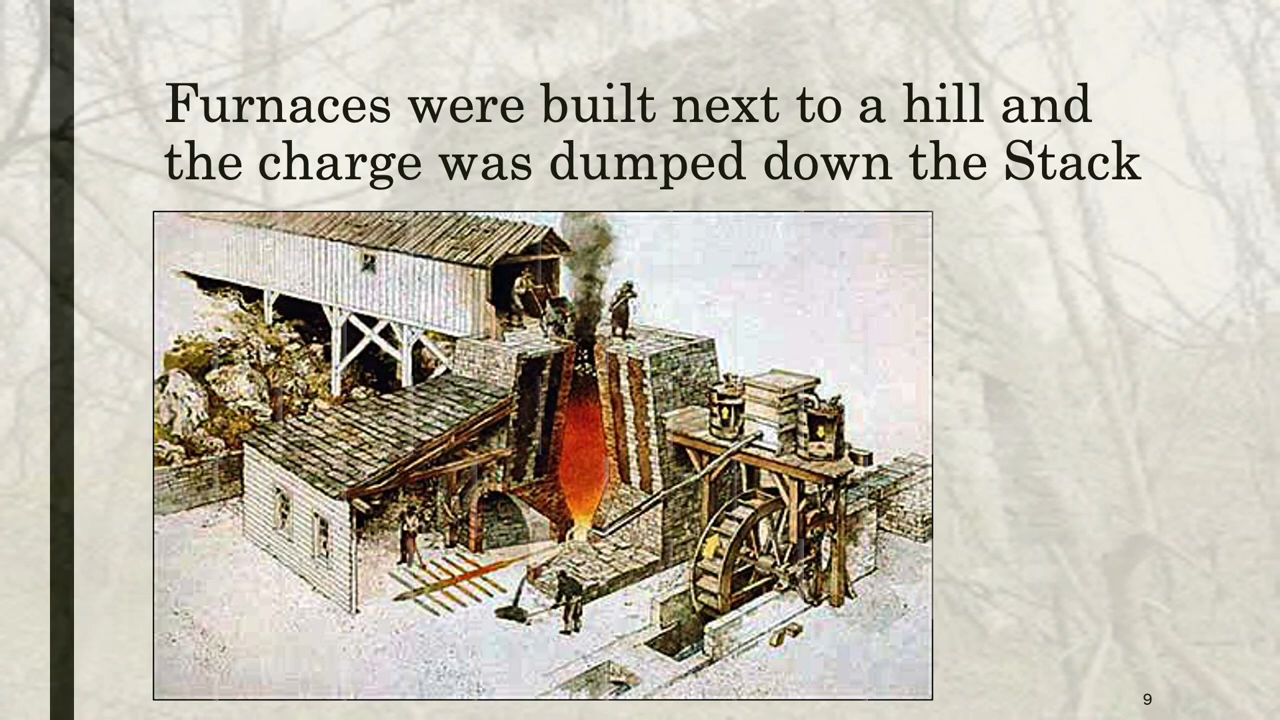 Furnaces were built next to a hill and
the charge was dumped down the Stack
9